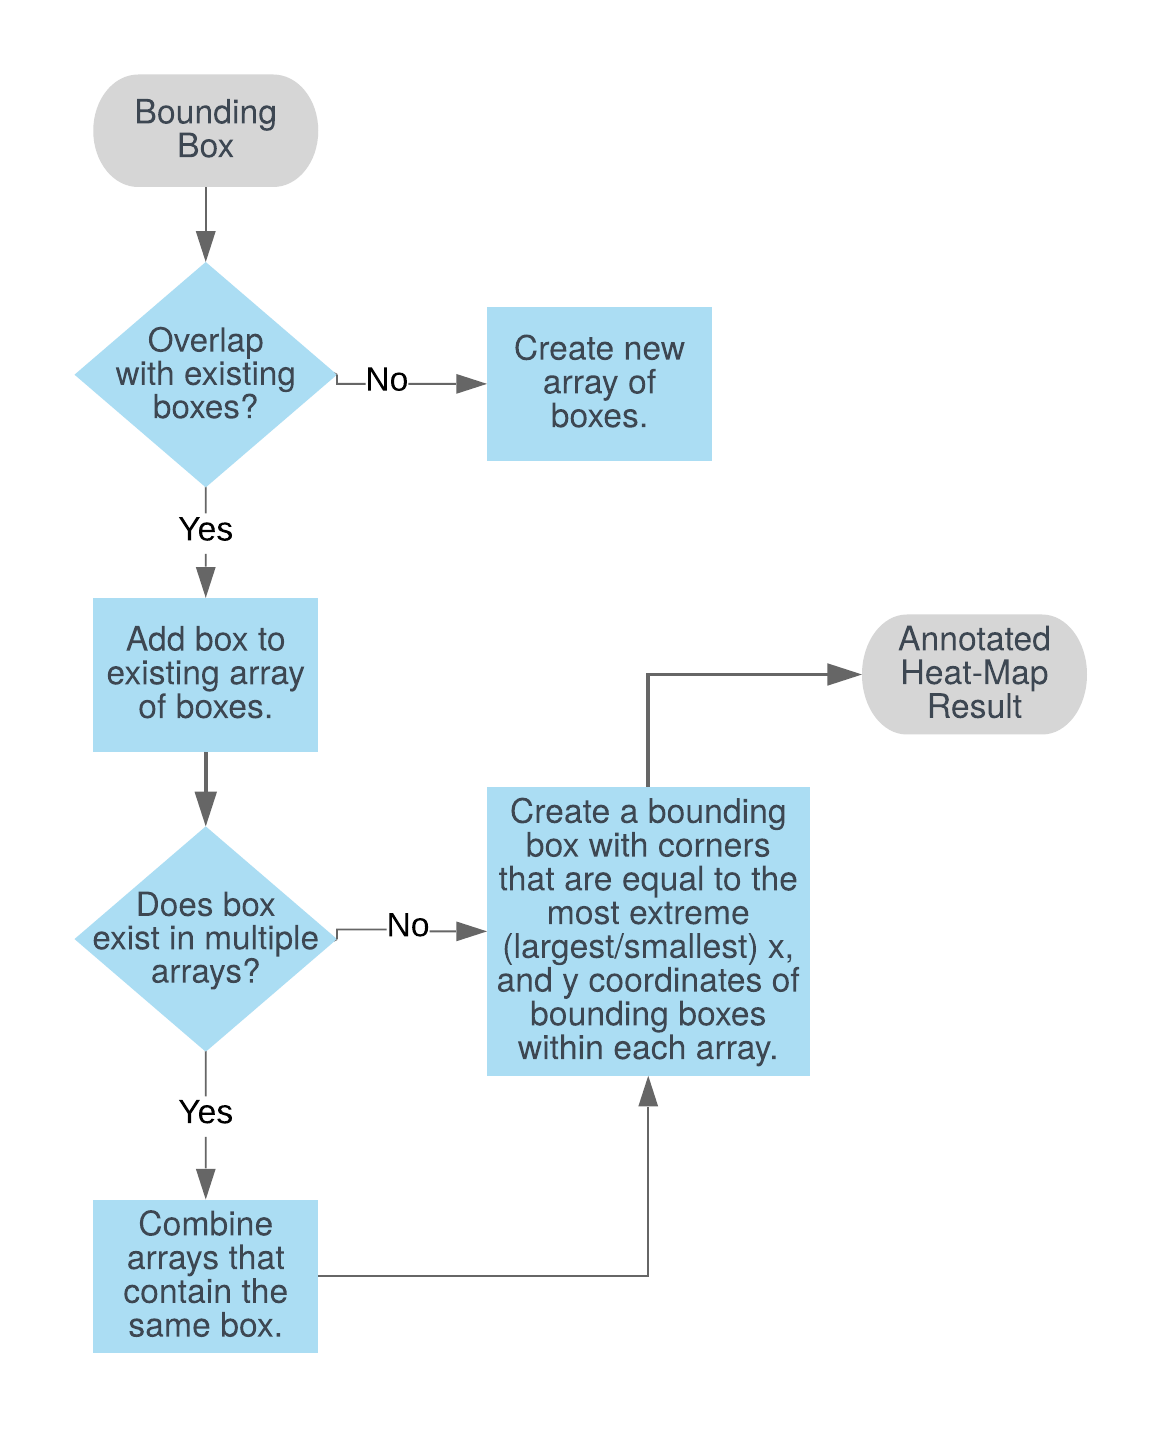 Bounding
Box
Overlap
with existing
boxes?
No
Create new
array of
boxes.
Yes
Add box to
existing array
of boxes.
Annotated
Heat-Map
Result
Does box
exist in multiple
arrays?
No
Create a bounding
box with corners
that are equal to the
most extreme
(largest/smallest) x,
and y coordinates of
bounding boxes
within each array.
Yes
Combine
arrays that
contain the
same box.